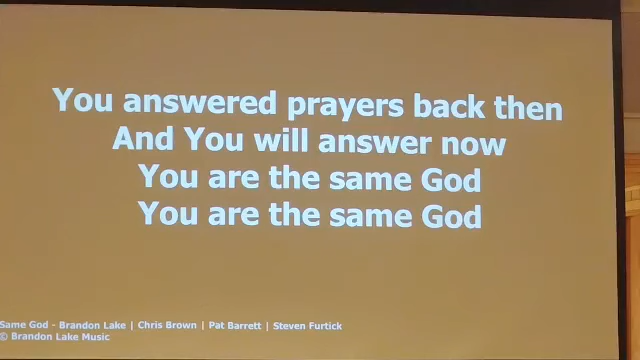 You answered prayers back then
And You will answer now
You are the same God
You are the same God
Same God - Brandon Lake | Chris Brown | Pat Barrett | Steven Furtick
© Brandon Lake Music